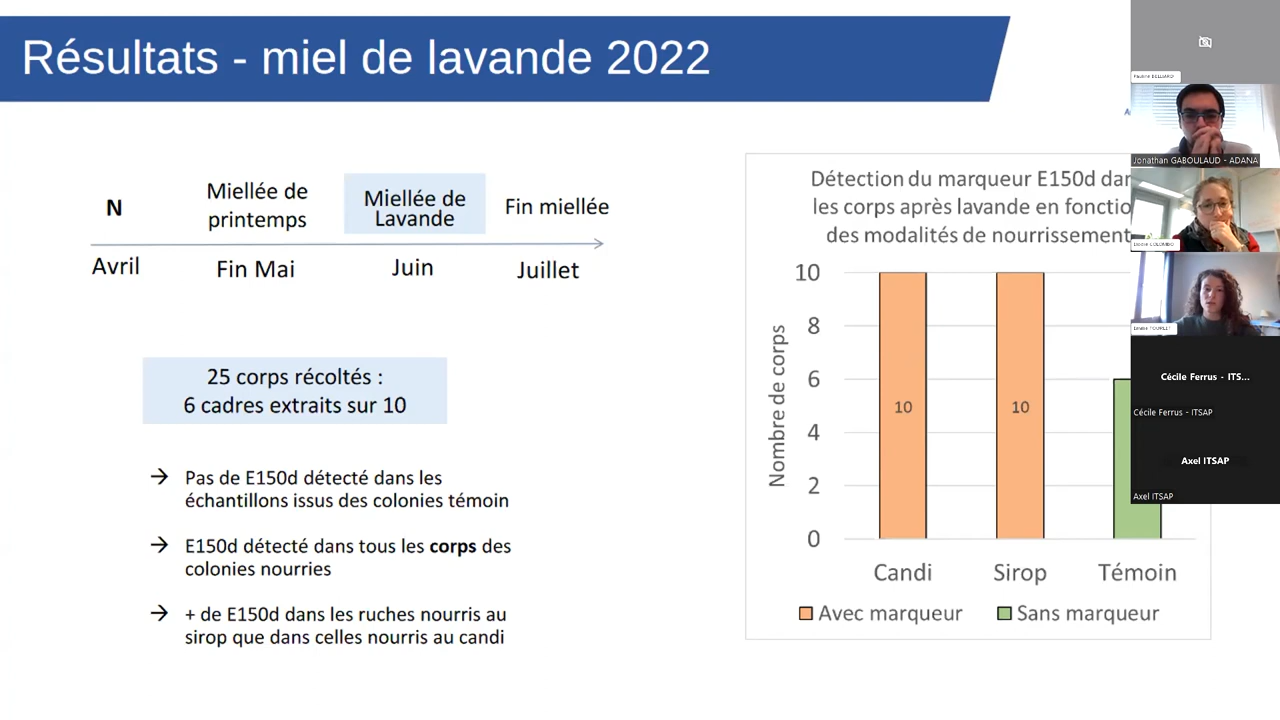 Résultats - miel de lavande 2022
N
Miellée de
printemps
Miellée de
Lavande
Fin miellée
Avril
Fin Mai
Juin
Juillet
25 corps récoltés :
6 cadres extraits sur 10
→ Pas de E150d détecté dans les
échantillons issus des colonies témoin
→ E150d détecté dans tous les corps des
colonies nourries
→ + de E150d dans les ruches nourris au
sirop que dans celles nourris au candi
Détection du marqueur E150d dan
les corps après lavande en fonctio
des modalités de nourrissement
Nombre de corps
10
8
6
4
2
0
10
10
Candi
Sirop
Témoin
Avec marqueur
Sans marqueur
Jonathan GABOULAUD - ADANA
Cécile Ferrus - ITS...
Cécile Ferrus - ITSAP
Axel ITSAP
Axel ITSAP